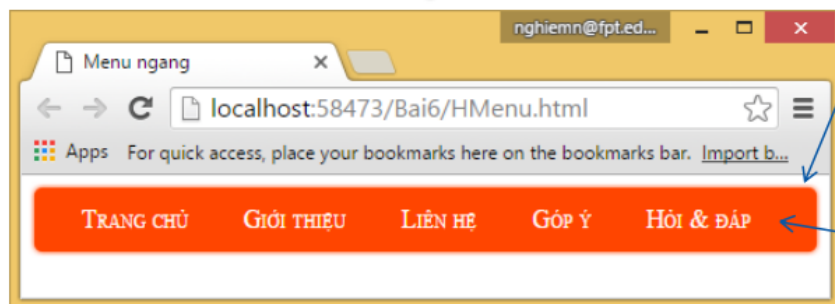 nghiemn@fpt.ed...
Menu ngang
localhost:58473/Bai6/HMenu.html
Apps For quick access, place your bookmarks here on the bookmarks bar. Import b...
Trang chủ Giới thiệu Liên hệ Góp ý Hỏi & đáp